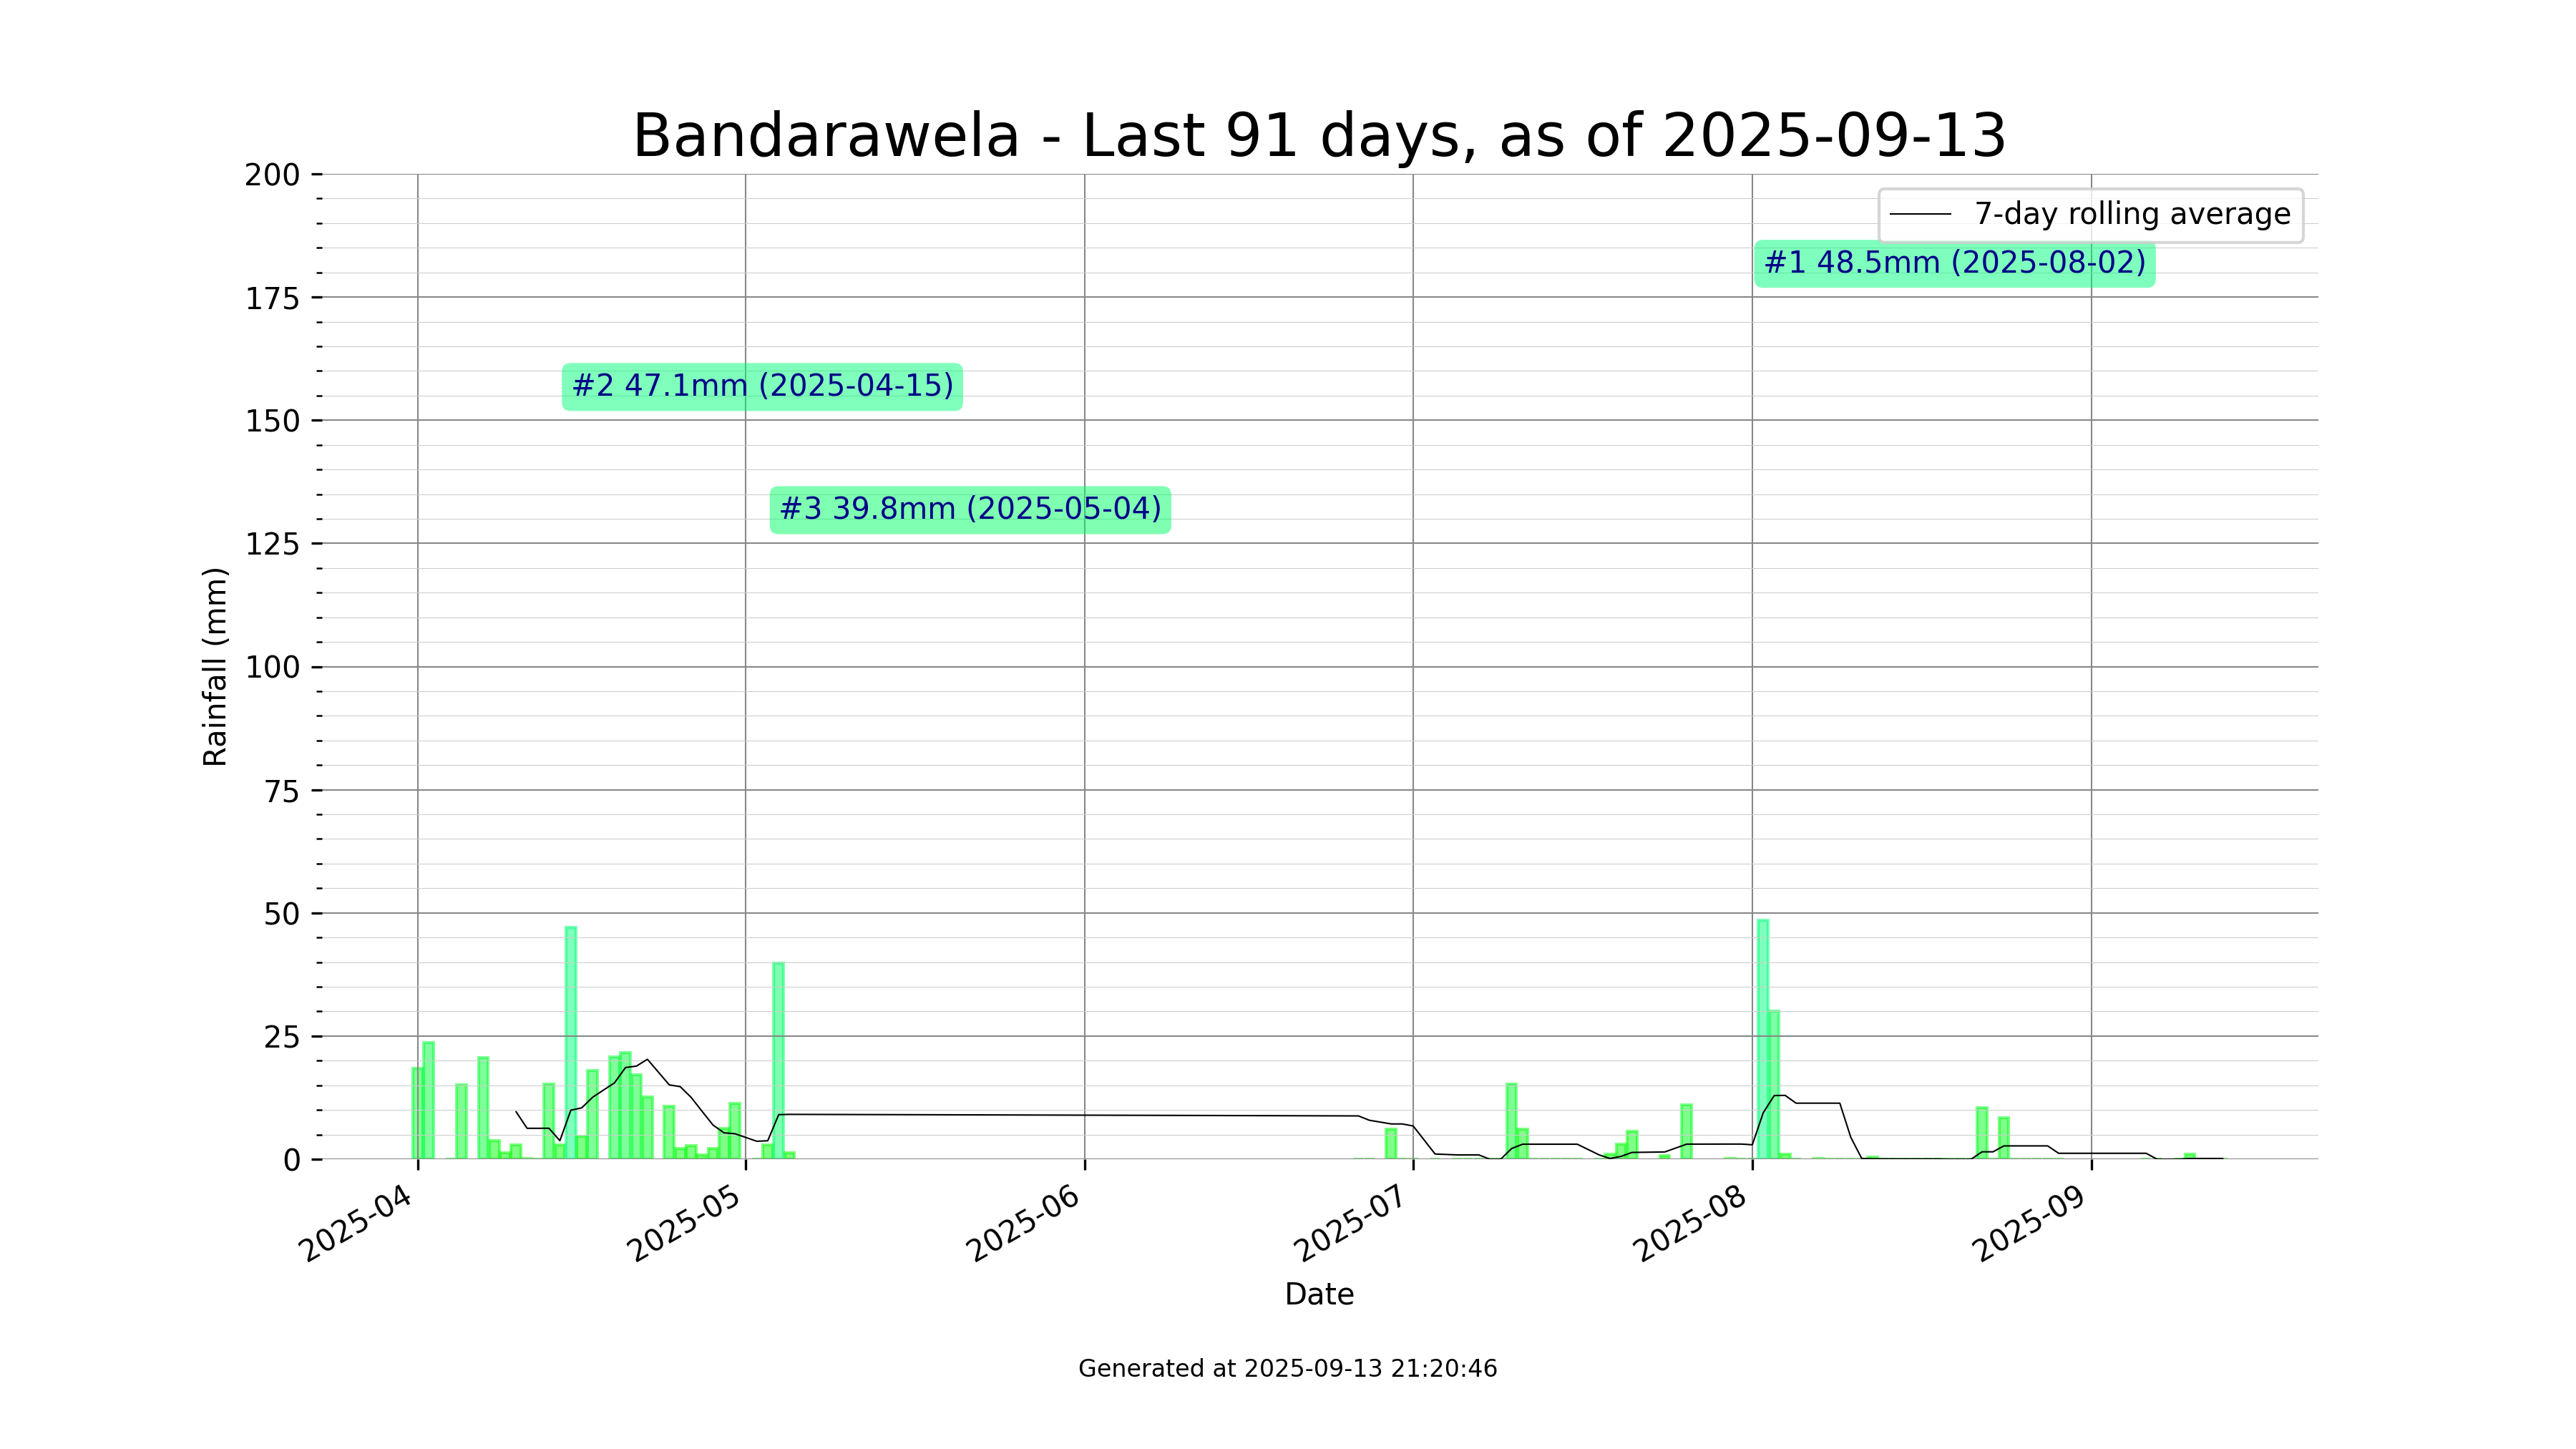 Bandarawela - Last 91 days, as of 2025-09-13
200
175
150
125
100
75
50
25
0
Rainfall (mm)
7-day rolling average
#1 48.5mm (2025-08-02)
#2 47.1mm (2025-04-15)
#3 39.8mm (2025-05-04)
2025-04
2025-05
2025-06
2025-07
2025-08
2025-09
Date
Generated at 2025-09-13 21:20:46